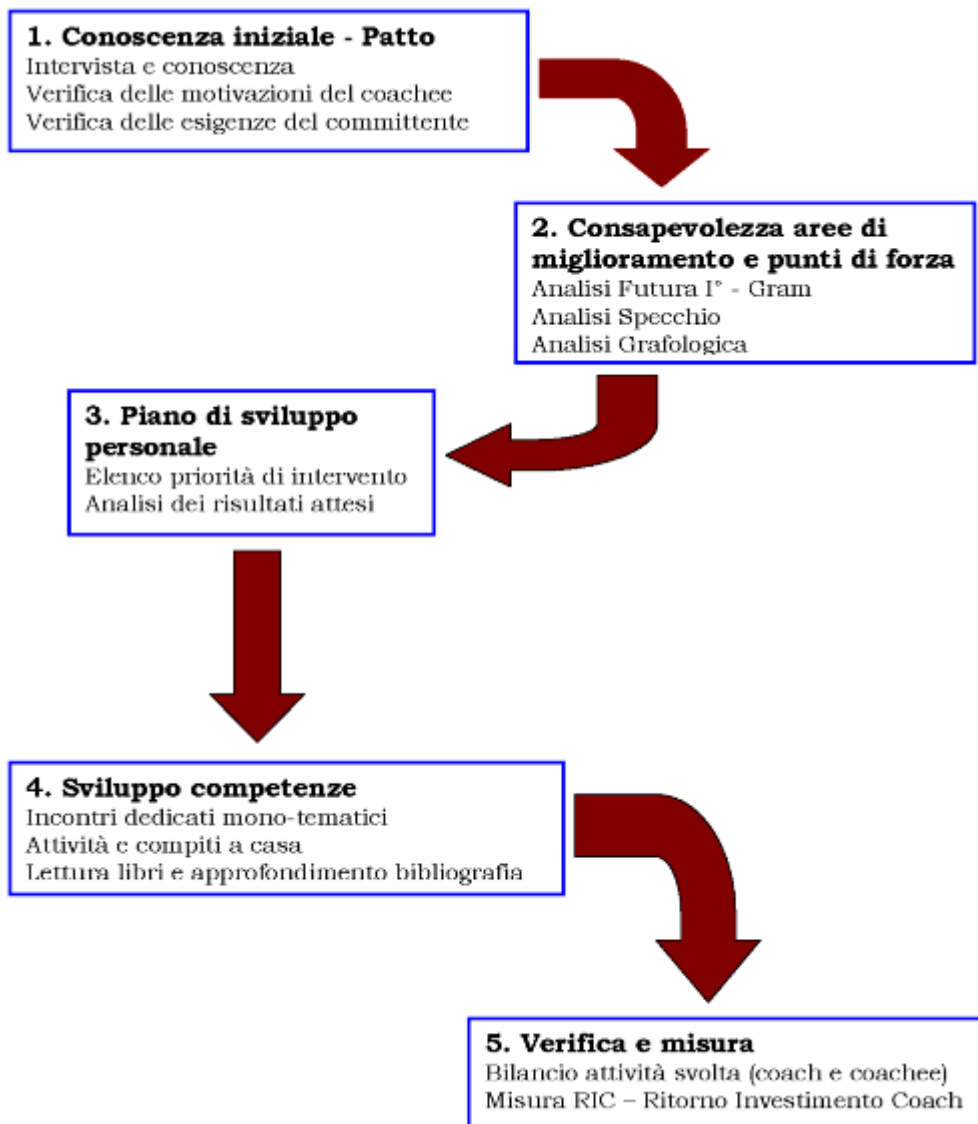 1. Conoscenza iniziale - Patto
Intervista e conoscenza
Verifica delle motivazioni del coachee
Verifica delle esigenze del committente
2. Consapevolezza aree di
miglioramento e punti di forza
Analisi Futura I° - Gram
Analisi Specchio
Analisi Grafologica
3. Piano di sviluppo
personale
Elenco priorità di intervento
Analisi dei risultati attesi
4. Sviluppo competenze
Incontri dedicati mono-tematici
Attività e compiti a casa
Lettura libri e approfondimento bibliografia
5. Verifica e misura
Bilancio attività svolta (coach e coachee)
Misura RIC – Ritorno Investimento Coach